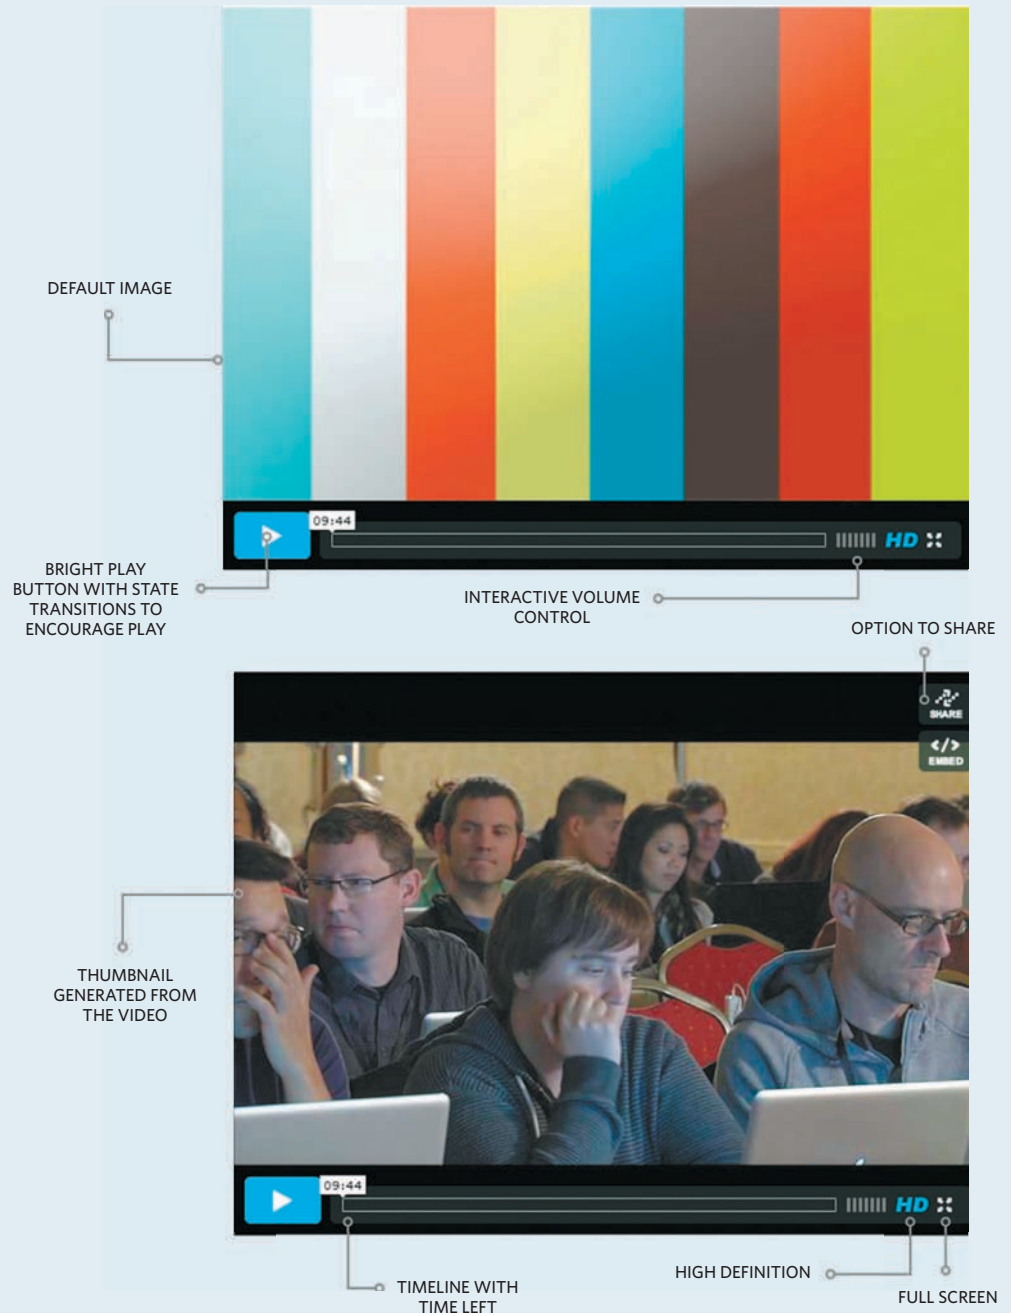 DEFAULT IMAGE
09:44
HD
BRIGHT PLAY
BUTTON WITH STATE
TRANSITIONS TO
ENCOURAGE PLAY
INTERACTIVE VOLUME
CONTROL
OPTION TO SHARE
SHARE
</>
EMBED
THUMBNAIL
GENERATED FROM
THE VIDEO
09:44
HD
TIMELINE WITH
TIME LEFT
HIGH DEFINITION
FULL SCREEN